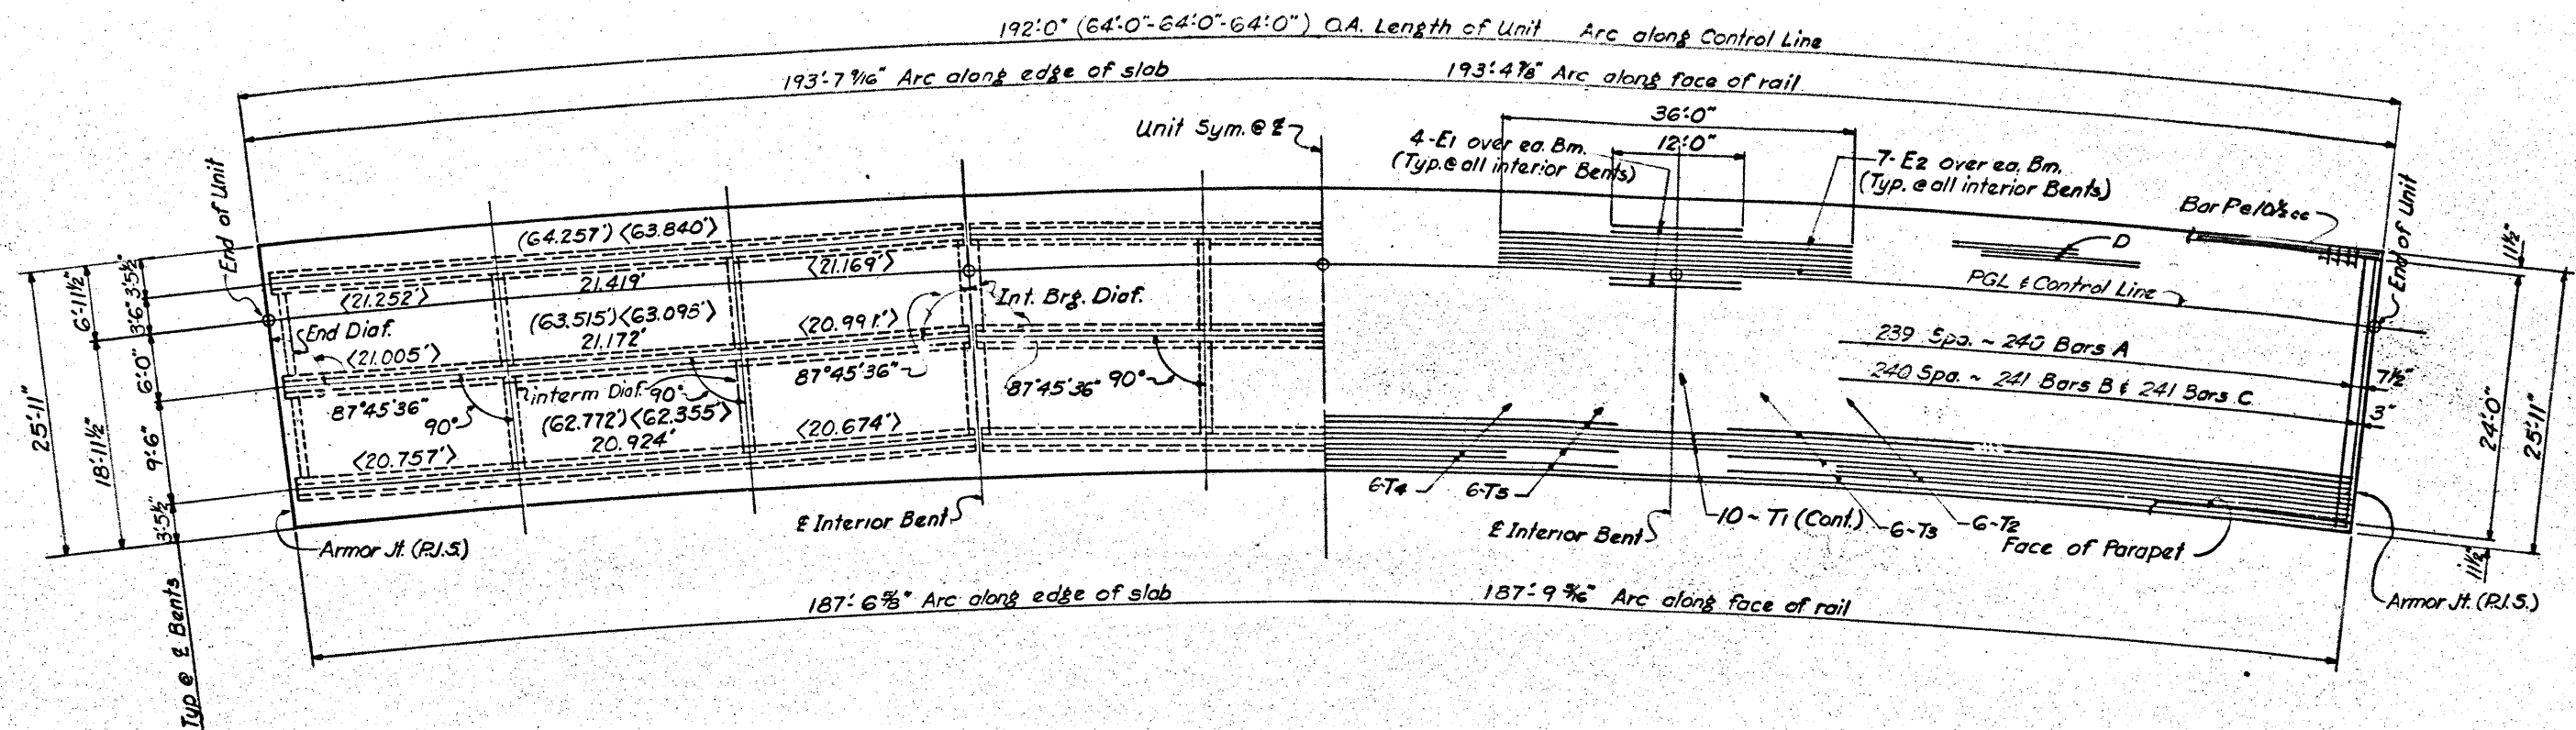 192'-0" (64'-0"-64'-0"-64'-0") O.A. Length of Unit Arc along Control Line
193'-7 9/16" Arc along edge of slab
193'-4 7/8" Arc along face of rail
Unit Sym. @ ℄
36'-0"
12'-0"
4-E1 over ea. Bm.
(Typ. @ all interior Bents)
7-E2 over ea. Bm.
(Typ. @ all interior Bents)
End of Unit
Bar P @ 10½ cc
End of Unit
D
PGL & Control Line
(64.257') <63.840'>
<21.252')
21.419'
<21.169')
Int. Brg. Diaf.
End Diaf.
(63.515') <63.098'>
21.172'
<20.991')
<21.005')
87°45'36"
90°
interm Diaf.
90°
87°45'36"
87°45'36"
90°
(62.772') <62.355'>
20.924'
<20.674')
<20.757')
25'-11"
6'-11½"
18'-11½"
3'-5½"
3'-6"
6'-0"
9'-6"
3'-5½"
Typ @ ℄ Bents
239 Spa. ~ 240 Bars A
240 Spa. ~ 241 Bars B & 241 Bars C
7½"
3"
11½"
24'-0"
25'-11"
11½"
6-T4
6-T5
10 ~ T1 (Cont.)
6-T3
6-T2
Face of Parapet
℄ Interior Bent
℄ Interior Bent
Armor Jt. (P.J.S.)
Armor Jt. (P.J.S.)
187'-6 5/8" Arc along edge of slab
187'-9 5/16" Arc along face of rail